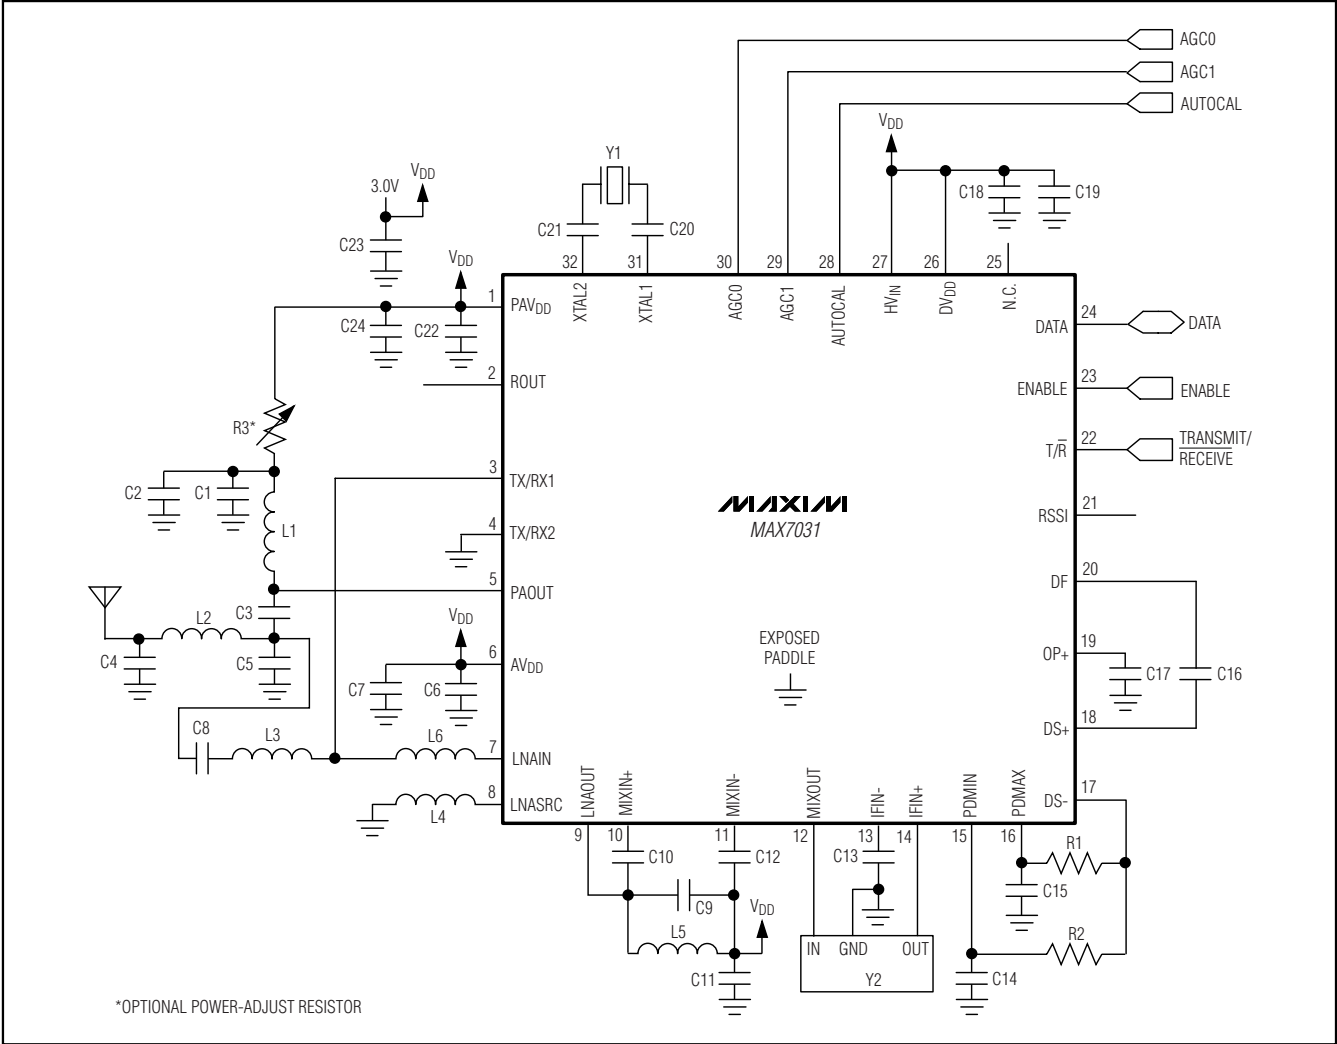 AGC0
AGC1
AUTOCAL
VDD
Y1
3.0V
VDD
C18
C19
C21
C20
C23
VDD
32
31
30
29
28
27
26
25
1
PAVDD
XTAL2
XTAL1
AGC0
AGC1
AUTOCAL
HVIN
DVDD
N.C.
24
DATA
DATA
C24
C22
2
ROUT
23
ENABLE
ENABLE
R3*
22
T/R
TRANSMIT/
RECEIVE
3
TX/RX1
C2
C1
MAXIM
MAX7031
21
RSSI
L1
4
TX/RX2
5
PAOUT
20
DF
C3
L2
VDD
EXPOSED
PADDLE
19
OP+
C4
C5
6
AVDD
C7
C6
C17
C16
18
DS+
C8
L3
L6
7
LNAIN
8
LNASRC
L4
LNAOUT
MIXIN+
MIXIN-
MIXOUT
IFIN-
IFIN+
PDMIN
PDMAX
17
DS-
9
10
11
12
13
14
15
16
C10
C12
C13
R1
C15
C9
VDD
L5
R2
IN
GND
OUT
C11
Y2
C14
*OPTIONAL POWER-ADJUST RESISTOR